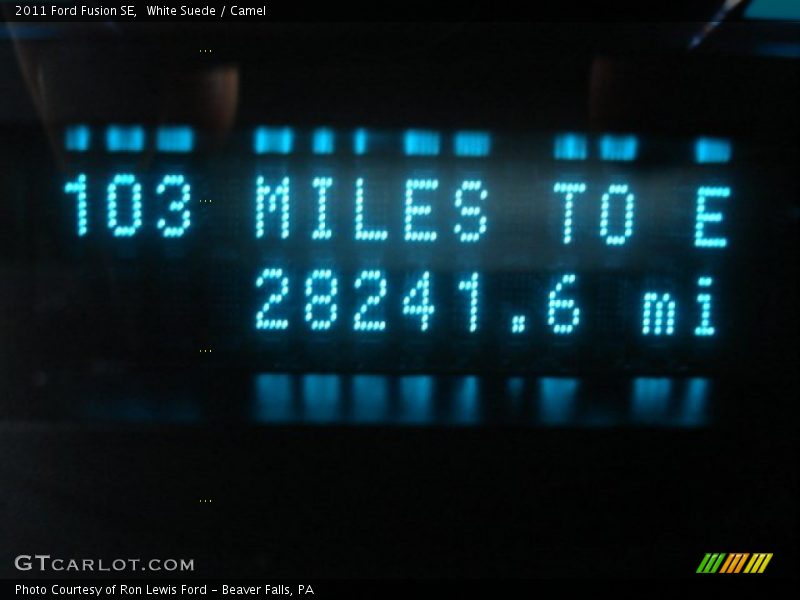 2011 Ford Fusion SE, White Suede / Camel
103 MILES TO E
28241.6 mi
GTCARLOT.COM
Photo Courtesy of Ron Lewis Ford - Beaver Falls, PA